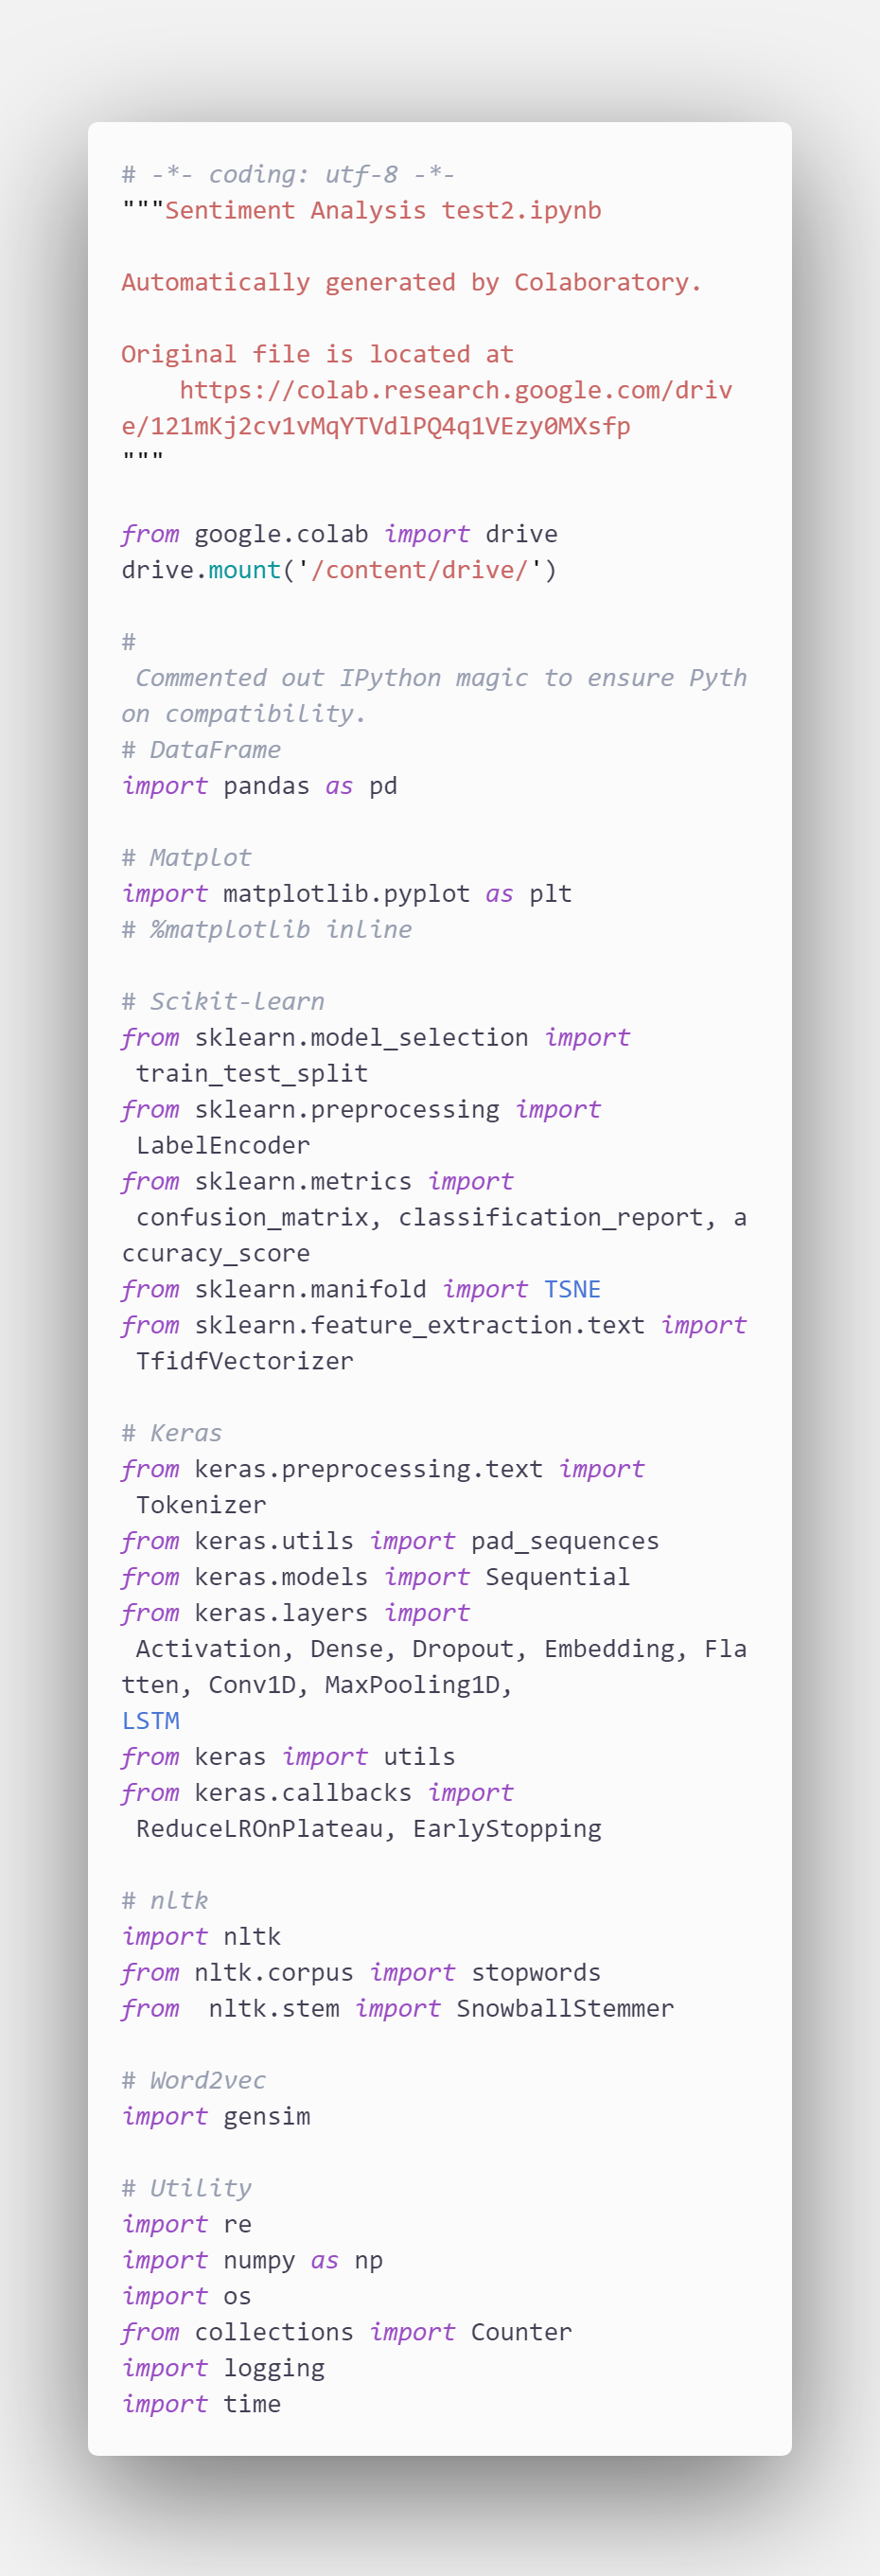 # -*- coding: utf-8 -*-
"""Sentiment Analysis test2.ipynb

Automatically generated by Colaboratory.

Original file is located at
    https://colab.research.google.com/driv
e/121mKj2cv1vMqYTVdlPQ4q1VEzy0MXsfp
"""

from google.colab import drive
drive.mount('/content/drive/')

#
 Commented out IPython magic to ensure Pyth
on compatibility.
# DataFrame
import pandas as pd

# Matplot
import matplotlib.pyplot as plt
# %matplotlib inline

# Scikit-learn
from sklearn.model_selection import
 train_test_split
from sklearn.preprocessing import
 LabelEncoder
from sklearn.metrics import
 confusion_matrix, classification_report, a
ccuracy_score
from sklearn.manifold import TSNE
from sklearn.feature_extraction.text import
 TfidfVectorizer

# Keras
from keras.preprocessing.text import
 Tokenizer
from keras.utils import pad_sequences
from keras.models import Sequential
from keras.layers import
 Activation, Dense, Dropout, Embedding, Fla
tten, Conv1D, MaxPooling1D,
LSTM
from keras import utils
from keras.callbacks import
 ReduceLROnPlateau, EarlyStopping

# nltk
import nltk
from nltk.corpus import stopwords
from  nltk.stem import SnowballStemmer

# Word2vec
import gensim

# Utility
import re
import numpy as np
import os
from collections import Counter
import logging
import time